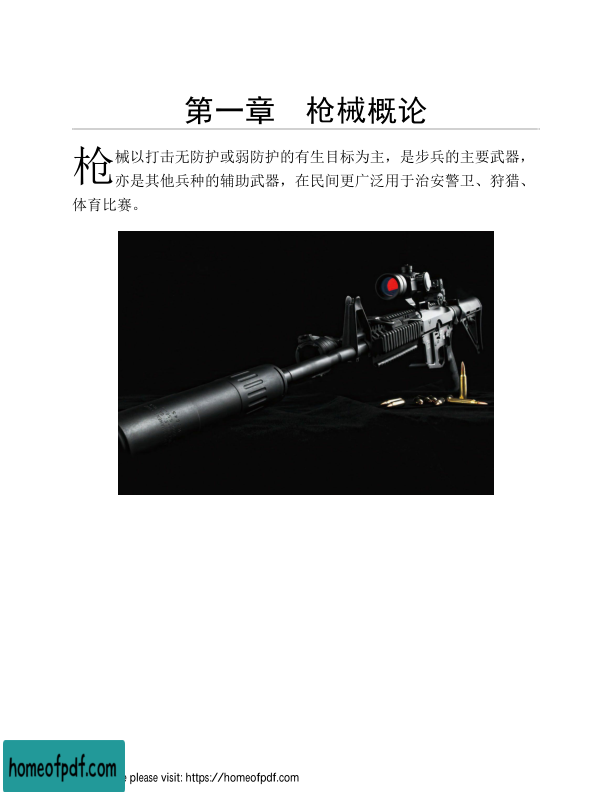 第一章　枪械概论
枪械以打击无防护或弱防护的有生目标为主，是步兵的主要武器，
亦是其他兵种的辅助武器，在民间更广泛用于治安警卫、狩猎、
体育比赛。
homeofpdf.com
e please visit: https://homeofpdf.com